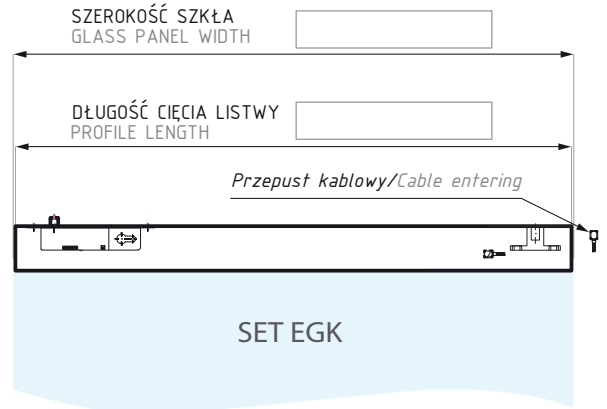 SZEROKOŚĆ SZKŁA
GLASS PANEL WIDTH
DŁUGOŚĆ CIĘCIA LISTWY
PROFILE LENGTH
Przepust kablowy/Cable entering
SET EGK